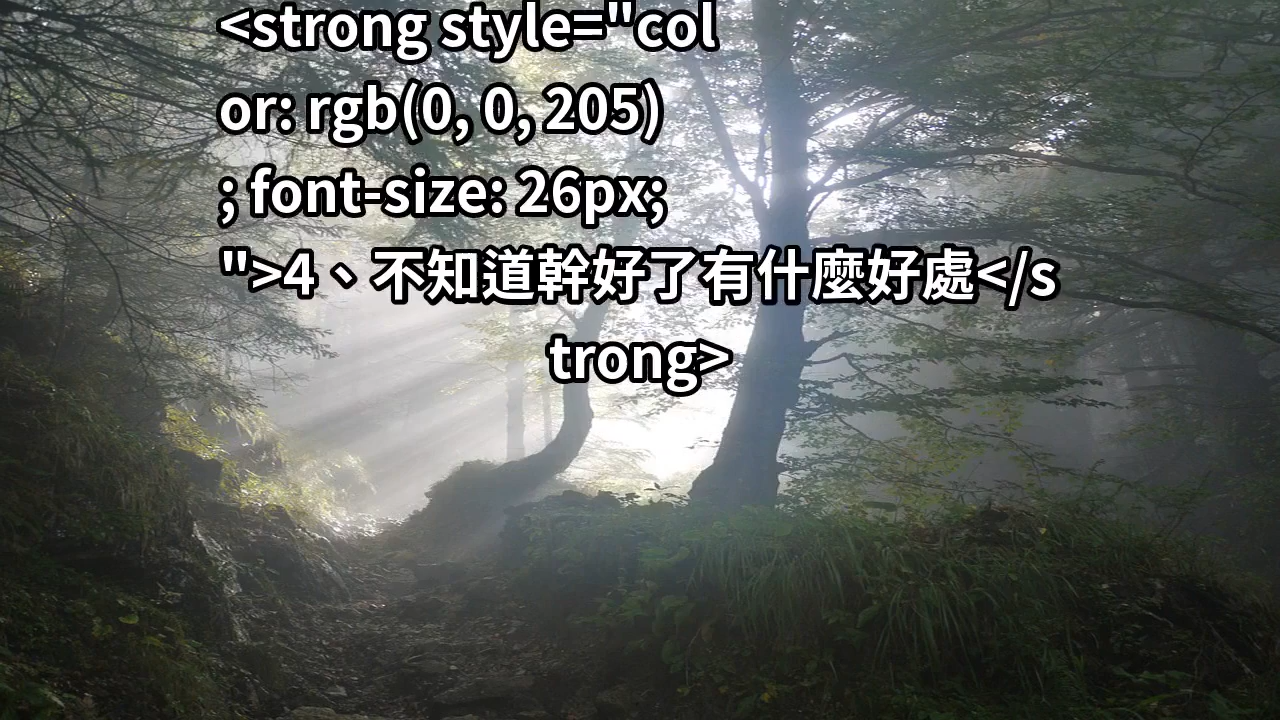 <strong style="col
or: rgb(0, 0, 205)
; font-size: 26px;
">4、不知道幹好了有什麼好處</s
trong>